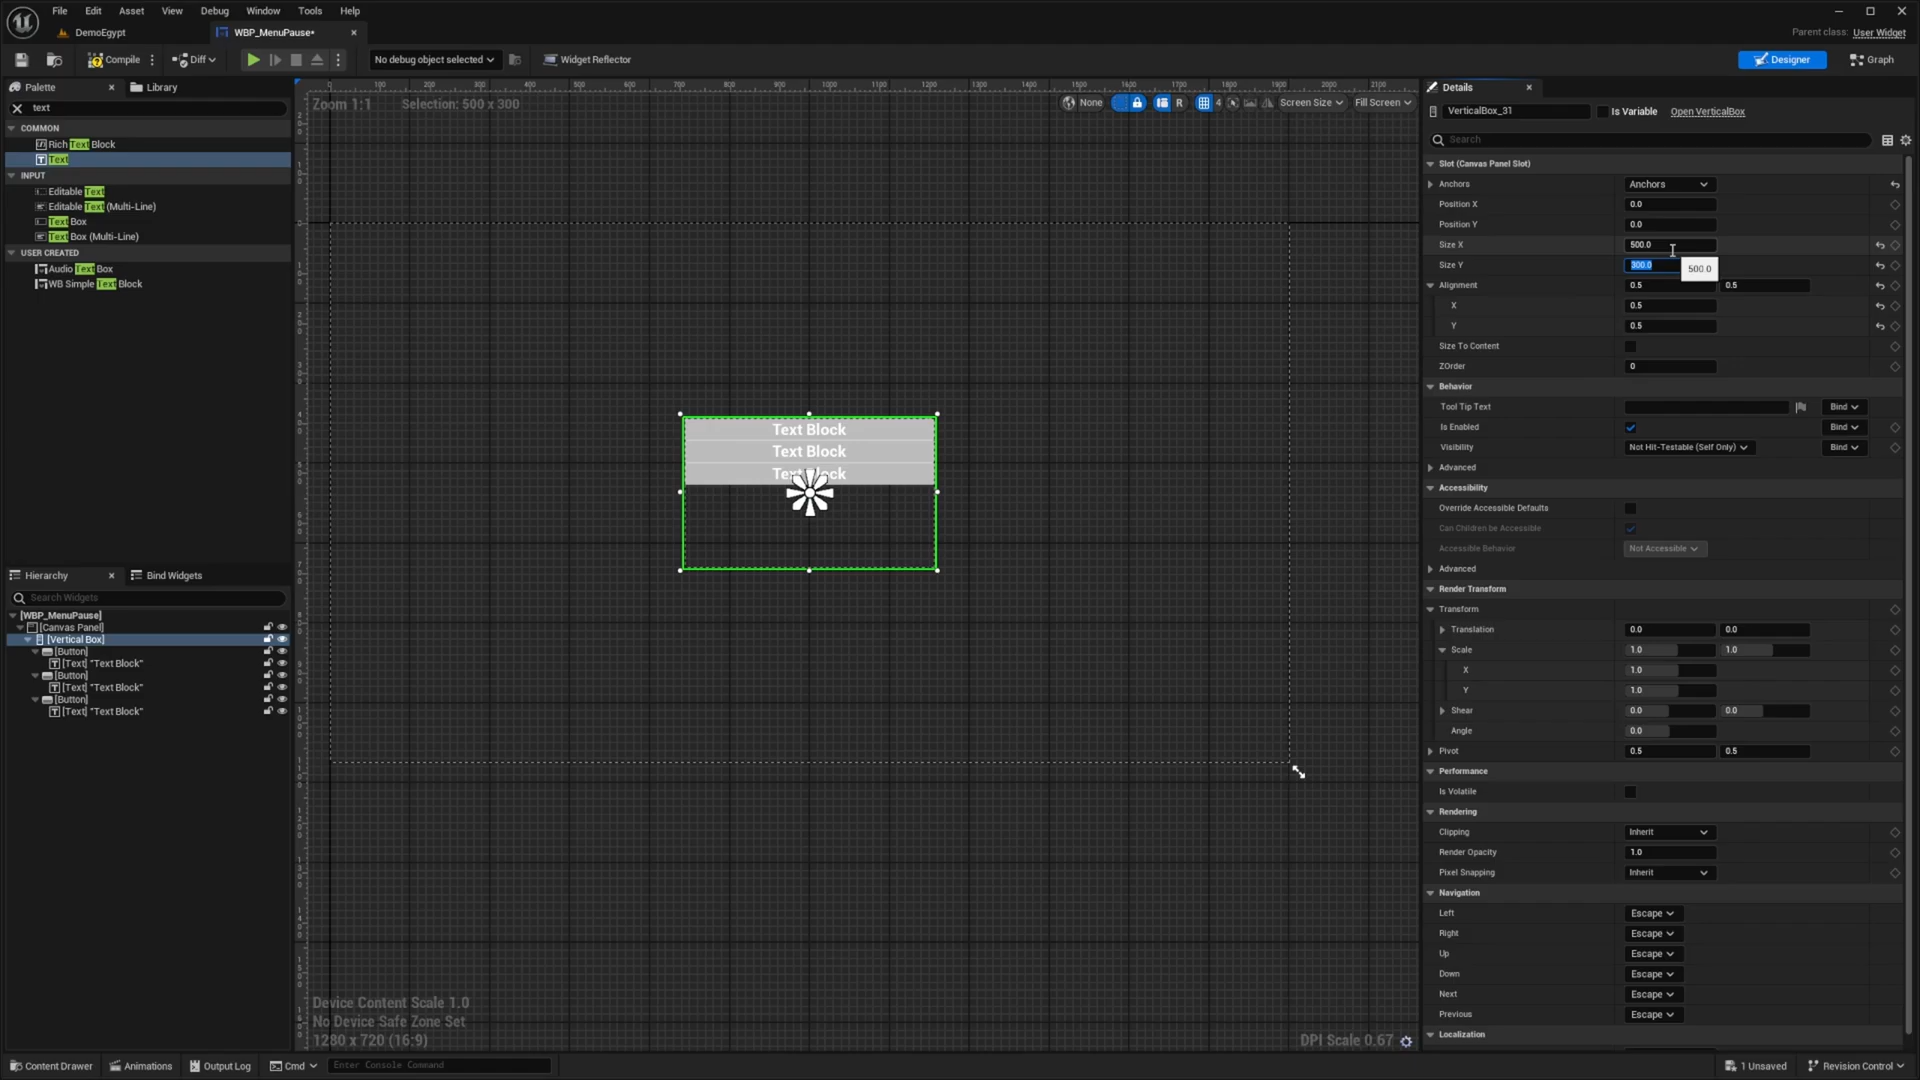 File Edit Asset View Debug Window Tools Help
DemoEgypt WBP_MenuPause*
Parent class: User Widget
Compile Diff No debug object selected Widget Reflector Designer Graph
Palette Library
text
COMMON
Rich Text Block
Text
INPUT
Editable Text
Editable Text (Multi-Line)
Text Box
Text Box (Multi-Line)
USER CREATED
Audio Text Box
WB Simple Text Block
Hierarchy Bind Widgets
Search Widgets
[WBP_MenuPause]
[Canvas Panel]
[Vertical Box]
[Button]
[Text] "Text Block"
[Button]
[Text] "Text Block"
[Button]
[Text] "Text Block"
Zoom 1:1 Selection: 500 x 300
None R 4 Screen Size Fill Screen
Text Block
Text Block
Text Block
Device Content Scale 1.0
No Device Safe Zone Set
1280 x 720 (16:9)
DPI Scale 0.67
Details
VerticalBox_31 Is Variable Open VerticalBox
Search
Slot (Canvas Panel Slot)
Anchors Anchors
Position X 0.0
Position Y 0.0
Size X 500.0
Size Y 300.0
500.0
Alignment 0.5 0.5
X 0.5
Y 0.5
Size To Content
ZOrder 0
Behavior
Tool Tip Text Bind
Is Enabled Bind
Visibility Not Hit-Testable (Self Only) Bind
Advanced
Accessibility
Override Accessible Defaults
Can Children be Accessible
Accessible Behavior Not Accessible
Advanced
Render Transform
Transform
Translation 0.0 0.0
Scale 1.0 1.0
X 1.0
Y 1.0
Shear 0.0 0.0
Angle 0.0
Pivot 0.5 0.5
Performance
Is Volatile
Rendering
Clipping Inherit
Render Opacity 1.0
Pixel Snapping Inherit
Navigation
Left Escape
Right Escape
Up Escape
Down Escape
Next Escape
Previous Escape
Localization
Content Drawer Animations Output Log Cmd Enter Console Command 1 Unsaved Revision Control